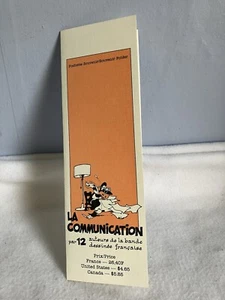 LA
COMMUNICATION
par 12 auteurs de la bande
dessinée française
Prix/Price
France — 26,40F
United States — $4.85
Canada — $5.85